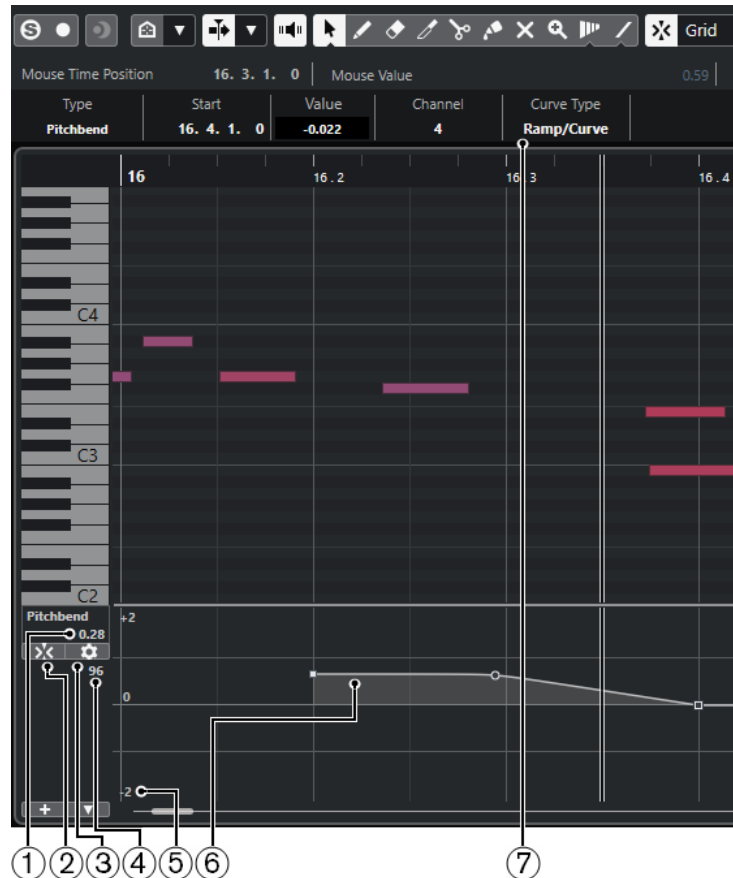 Grid
Mouse Time Position 16. 3. 1. 0 Mouse Value 0.59
Type Start Value Channel Curve Type
Pitchbend 16. 4. 1. 0 -0.022 4 Ramp/Curve
16 16.2 16.3 16.4
C4
C3
C2
Pitchbend +2
0.28
96
0
-2
① ② ③ ④ ⑤ ⑥ ⑦